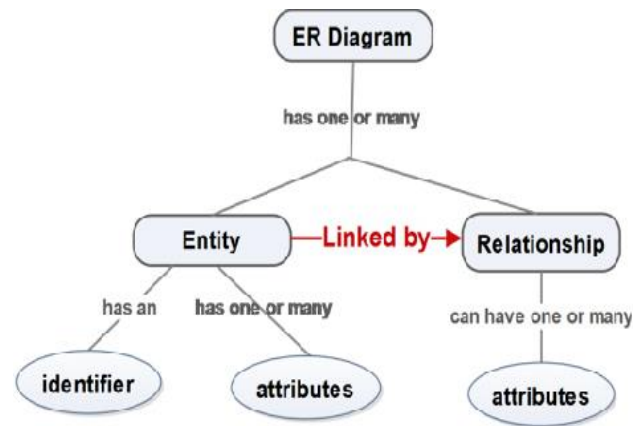 ER Diagram
has one or many
Entity
Linked by
Relationship
has an
has one or many
can have one or many
identifier
attributes
attributes